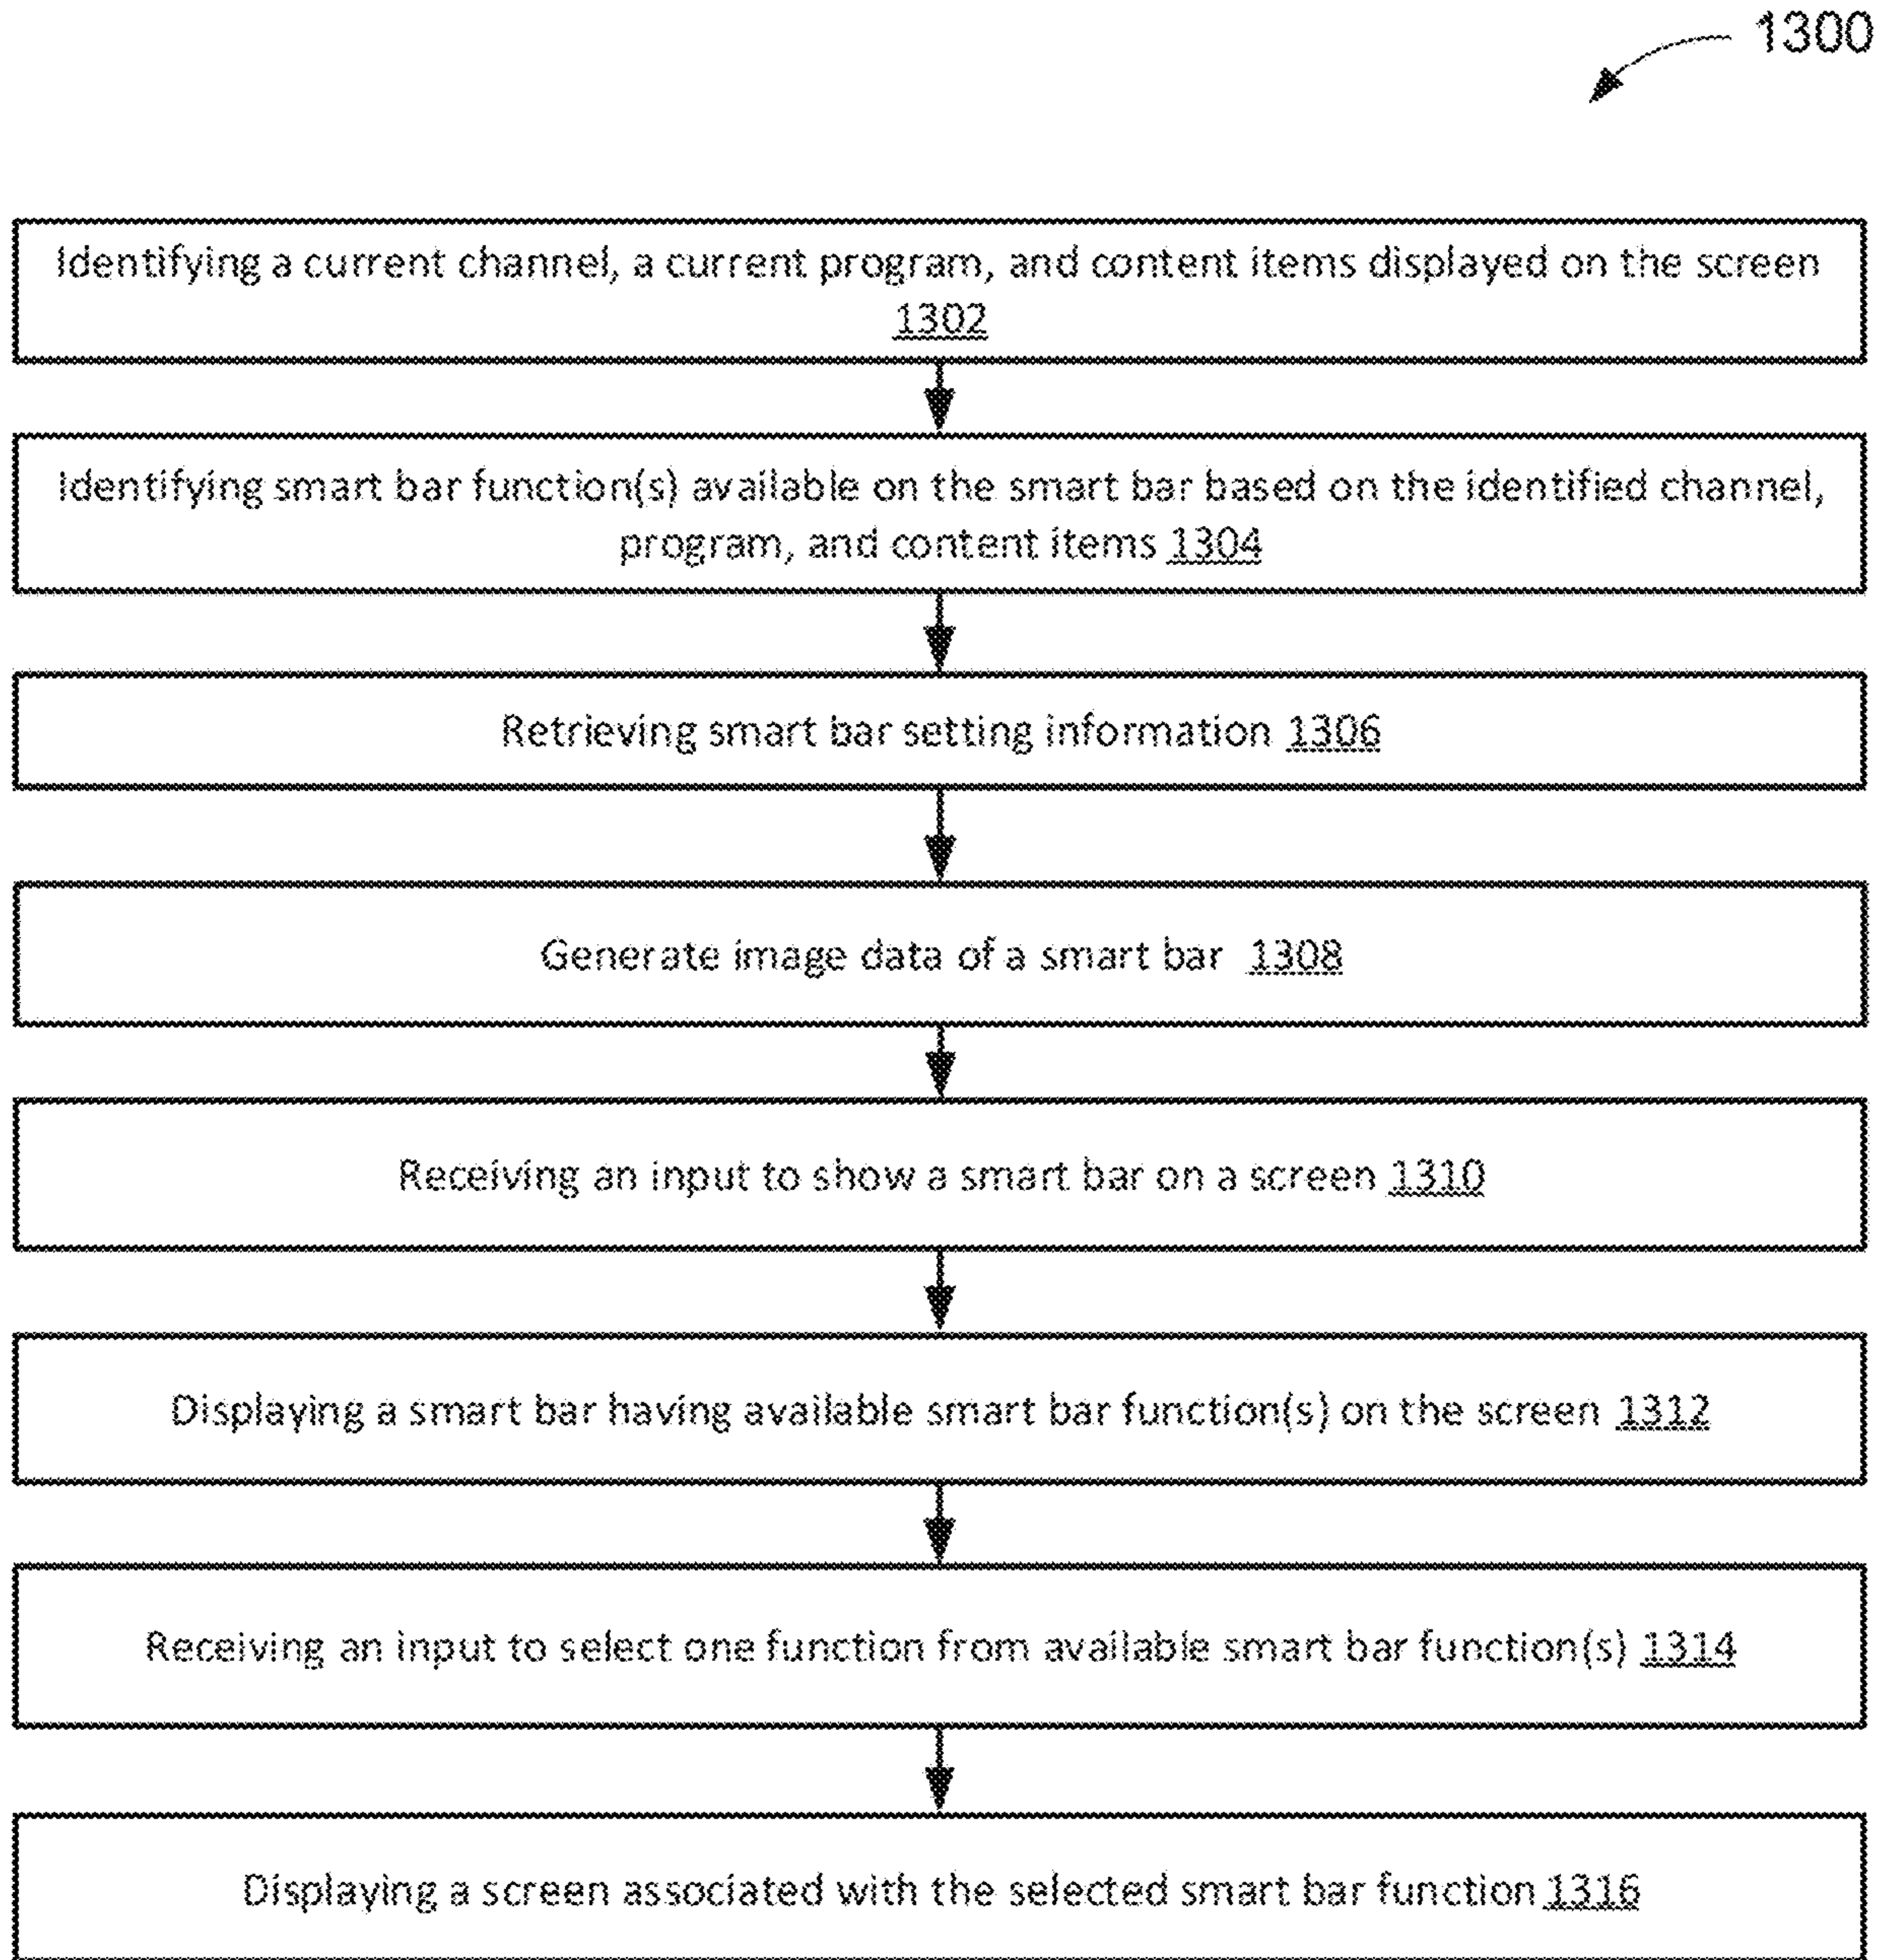 1300
Identifying a current channel, a current program, and content items displayed on the screen
1302
Identifying smart bar function(s) available on the smart bar based on the identified channel,
program, and content items 1304
Retrieving smart bar setting information 1306
Generate image data of a smart bar 1308
Receiving an input to show a smart bar on a screen 1310
Displaying a smart bar having available smart bar function(s) on the screen 1312
Receiving an input to select one function from available smart bar function(s) 1314
Displaying a screen associated with the selected smart bar function 1316